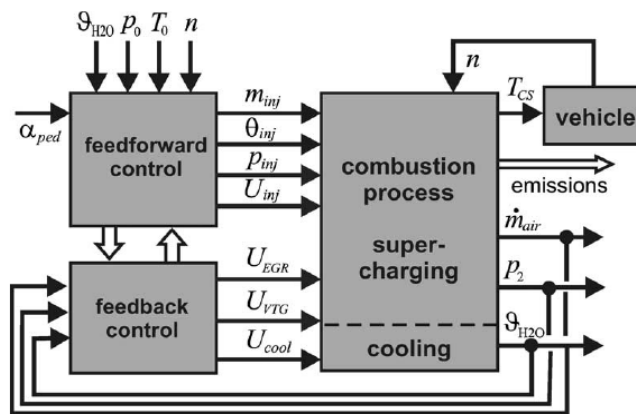 ϑH2O p0 T0 n
αped
feedforward
control
minj
θinj
pinj
Uinj
feedback
control
UEGR
UVTG
Ucool
combustion
process
super-
charging
cooling
n
TCS
vehicle
emissions
ṁair
p2
ϑH2O